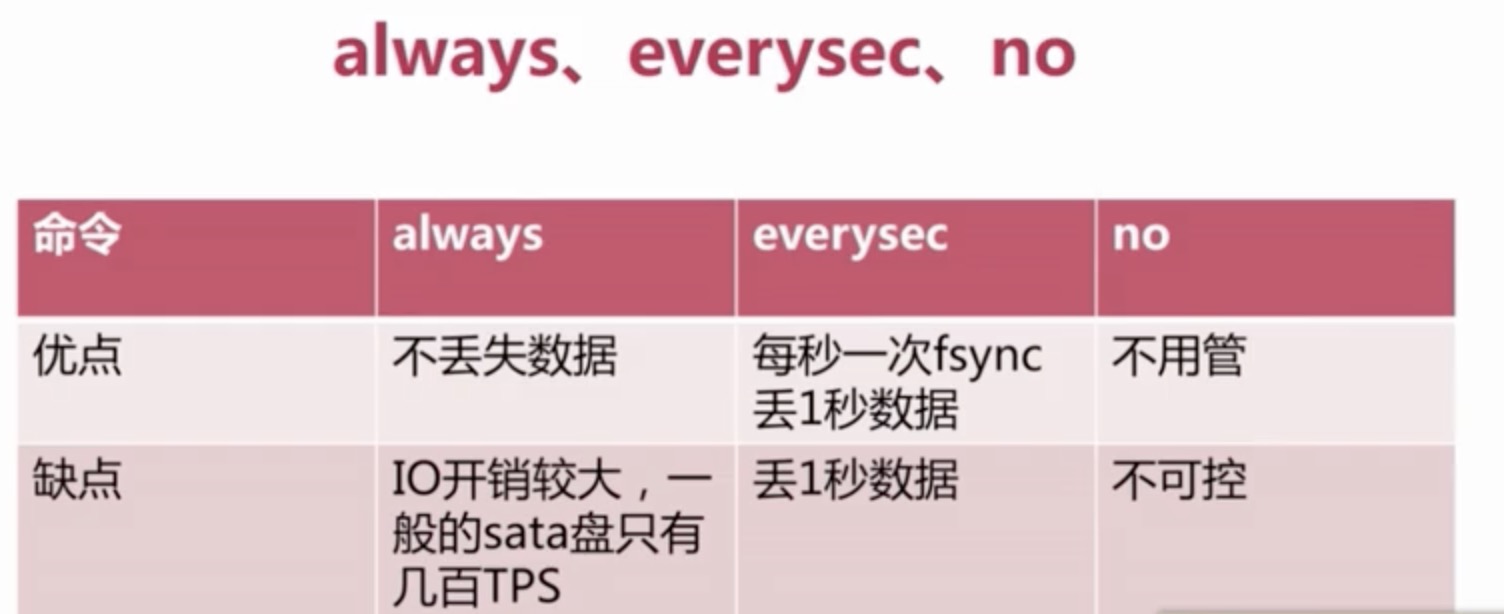 always、everysec、no
命令 always everysec no
优点 不丢失数据 每秒一次fsync 不用管
丢1秒数据
缺点 IO开销较大，一 丢1秒数据 不可控
般的sata盘只有
几百TPS